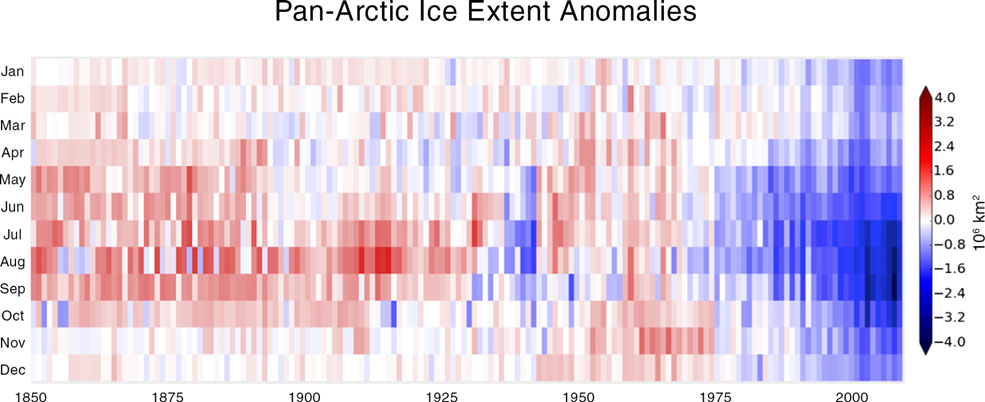 Pan-Arctic Ice Extent Anomalies
Jan
Feb
Mar
Apr
May
Jun
Jul
Aug
Sep
Oct
Nov
Dec
1850 1875 1900 1925 1950 1975 2000
4.0
3.2
2.4
1.6
0.8
0.0
−0.8
−1.6
−2.4
−3.2
−4.0
10⁶ km²